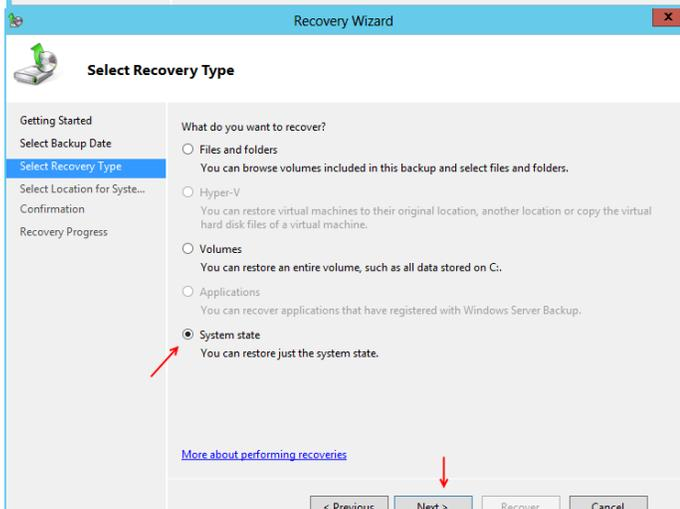 Recovery Wizard
x
Select Recovery Type
Getting Started
Select Backup Date
Select Recovery Type
Select Location for Syste...
Confirmation
Recovery Progress
What do you want to recover?
Files and folders
You can browse volumes included in this backup and select files and folders.
Hyper-V
You can restore virtual machines to their original location, another location or copy the virtual
hard disk files of a virtual machine.
Volumes
You can restore an entire volume, such as all data stored on C:.
Applications
You can recover applications that have registered with Windows Server Backup.
System state
You can restore just the system state.
More about performing recoveries
< Previous
Next >
Recover
Cancel